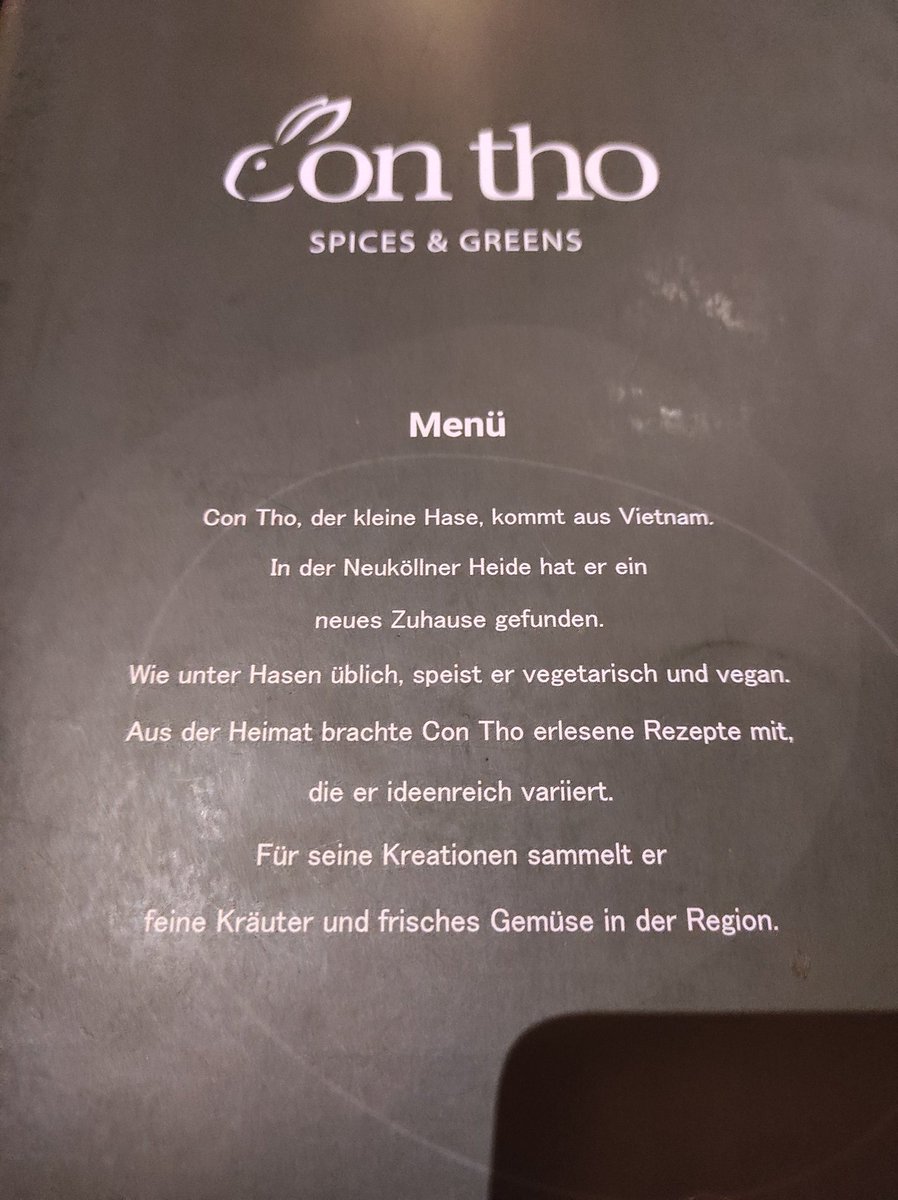 Con tho
SPICES & GREENS
Menü
Con Tho, der kleine Hase, kommt aus Vietnam.
In der Neuköllner Heide hat er ein
neues Zuhause gefunden.
Wie unter Hasen üblich, speist er vegetarisch und vegan.
Aus der Heimat brachte Con Tho erlesene Rezepte mit,
die er ideenreich variiert.
Für seine Kreationen sammelt er
feine Kräuter und frisches Gemüse in der Region.